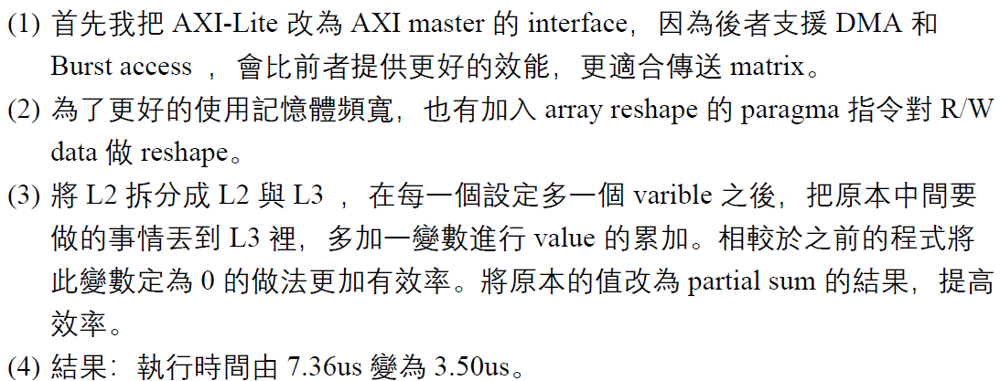 (1) 首先我把 AXI-Lite 改為 AXI master 的 interface，因為後者支援 DMA 和
Burst access ，會比前者提供更好的效能，更適合傳送 matrix。
(2) 為了更好的使用記憶體頻寬，也有加入 array reshape 的 paragma 指令對 R/W
data 做 reshape。
(3) 將 L2 拆分成 L2 與 L3 ，在每一個設定多一個 varible 之後，把原本中間要
做的事情丟到 L3 裡，多加一變數進行 value 的累加。相較於之前的程式將
此變數定為 0 的做法更加有效率。將原本的值改為 partial sum 的結果，提高
效率。
(4) 結果：執行時間由 7.36us 變為 3.50us。